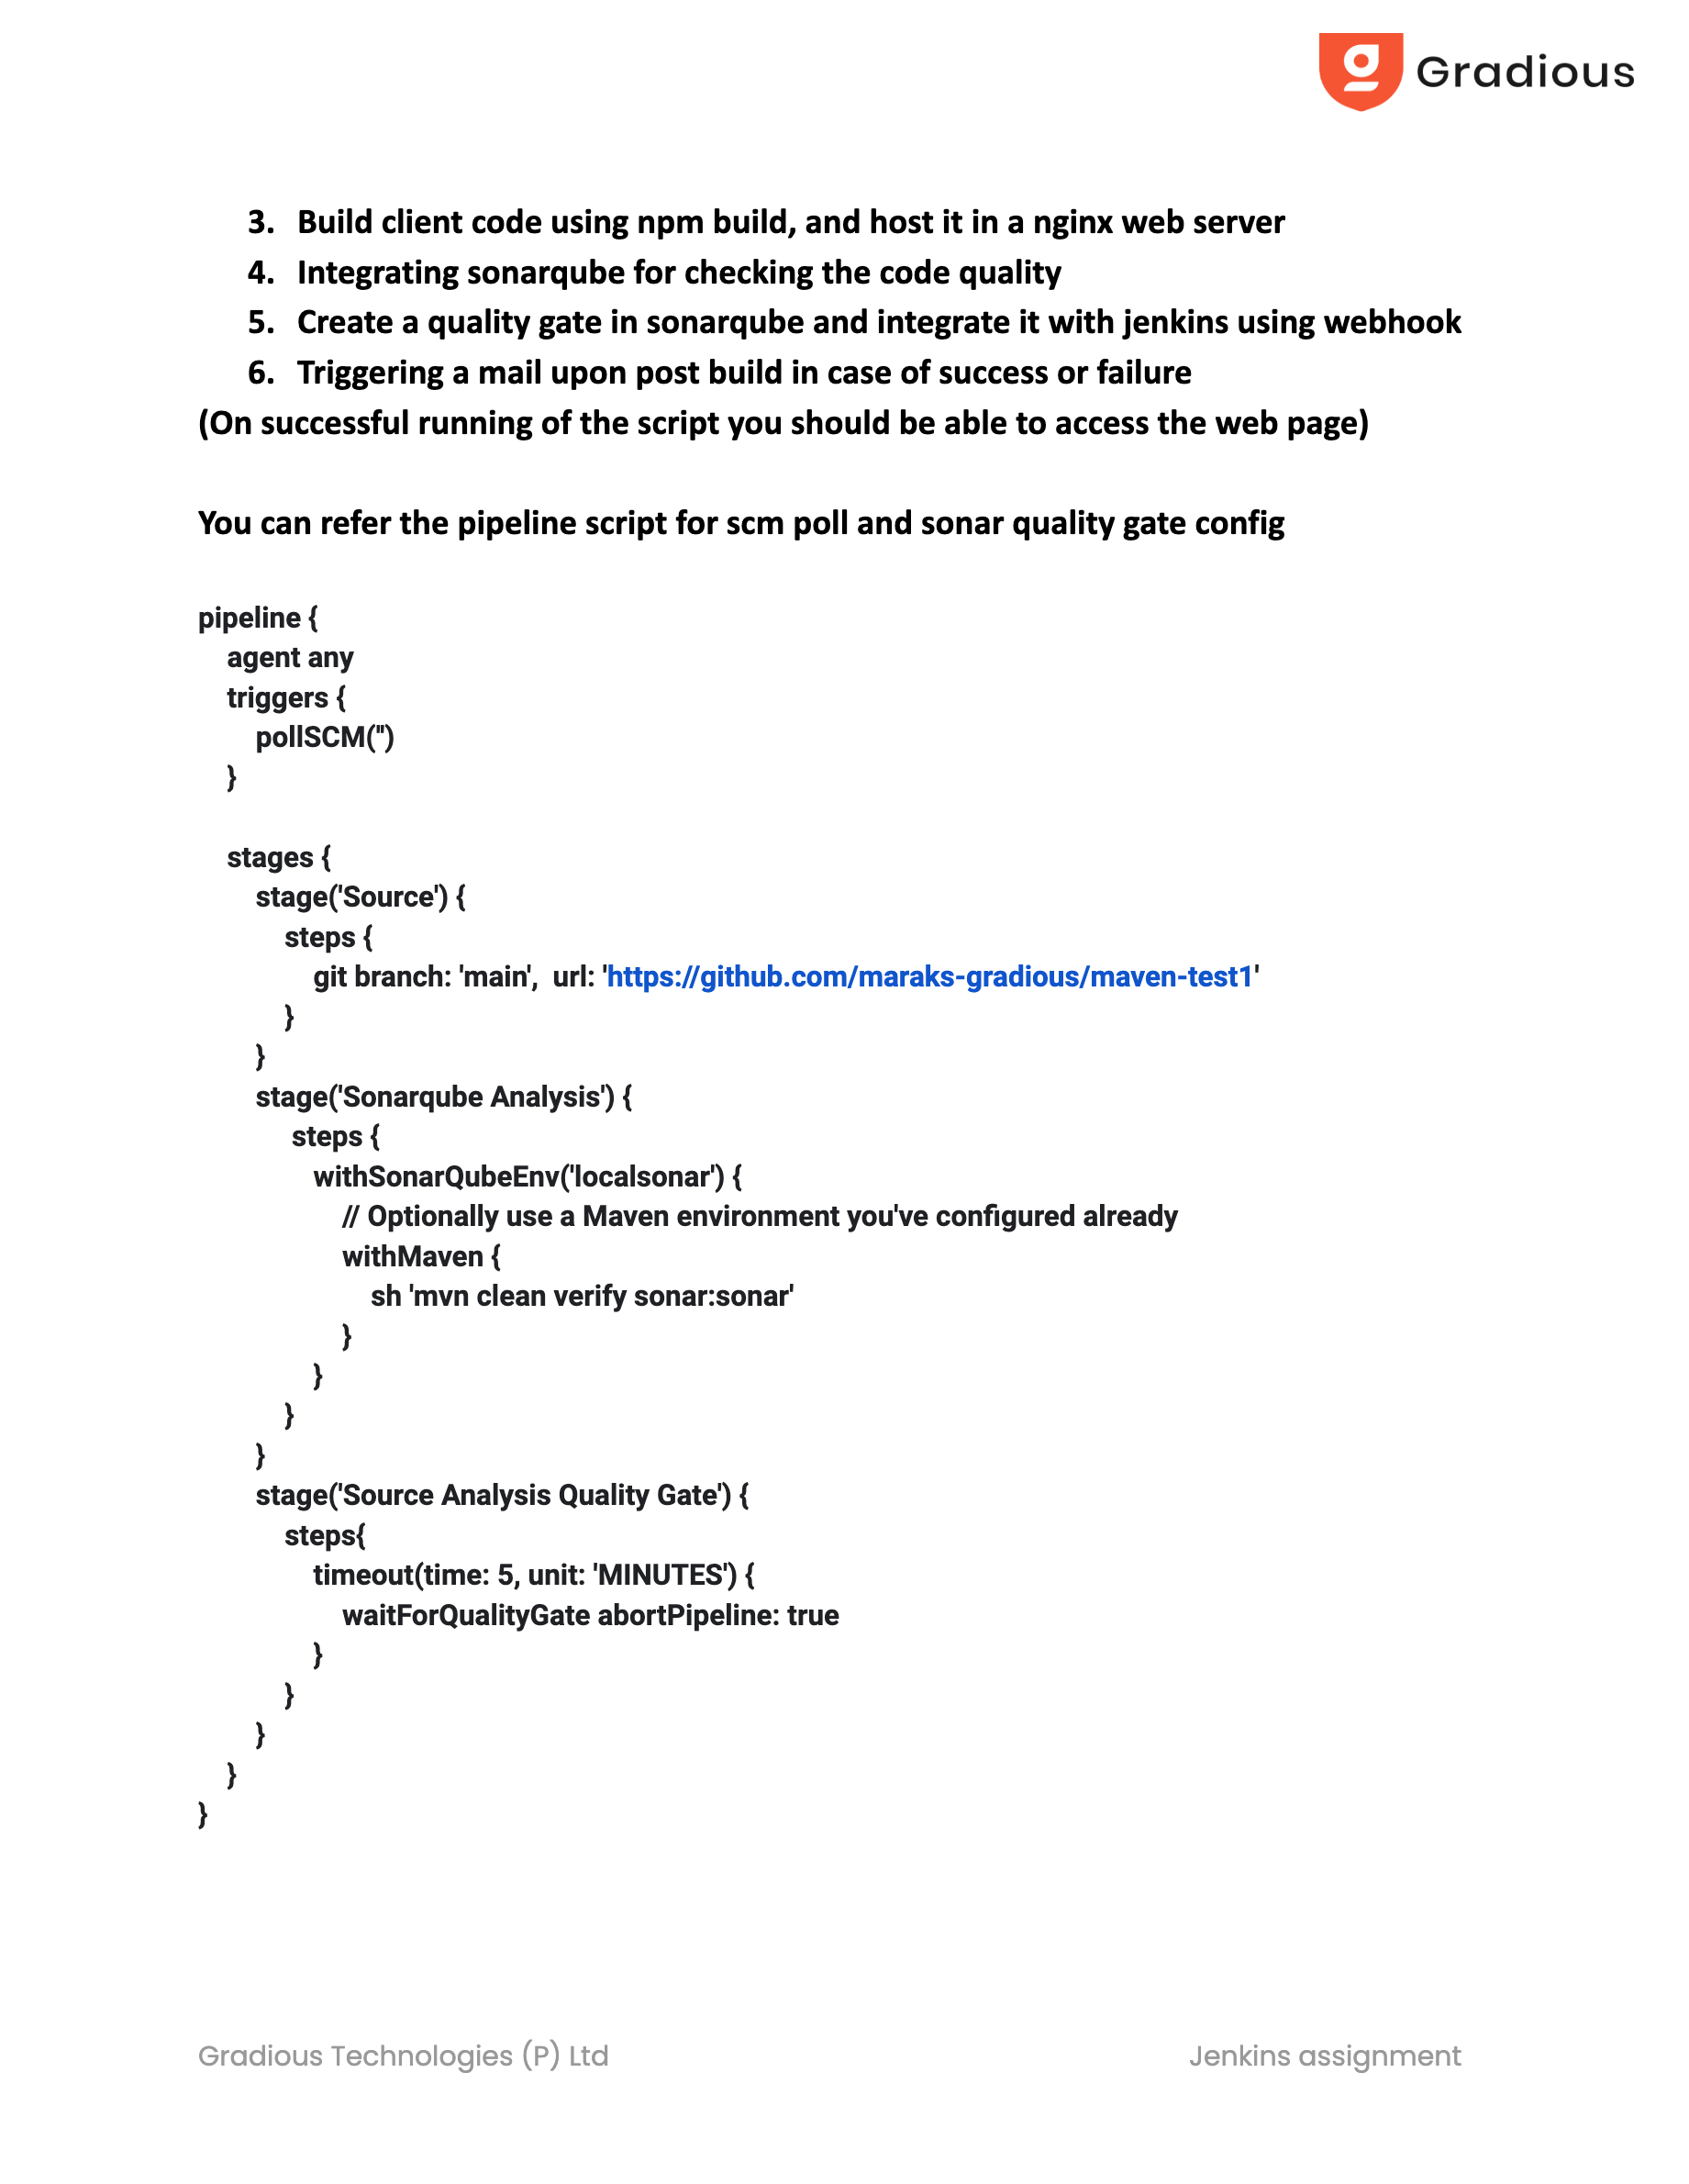 Gradious
3. Build client code using npm build, and host it in a nginx web server
4. Integrating sonarqube for checking the code quality
5. Create a quality gate in sonarqube and integrate it with jenkins using webhook
6. Triggering a mail upon post build in case of success or failure
(On successful running of the script you should be able to access the web page)
You can refer the pipeline script for scm poll and sonar quality gate config
pipeline {
agent any
triggers {
pollSCM('')
}
stages {
stage('Source') {
steps {
git branch: 'main',  url: 'https://github.com/maraks-gradious/maven-test1'
}
}
stage('Sonarqube Analysis') {
steps {
withSonarQubeEnv('localsonar') {
// Optionally use a Maven environment you've configured already
withMaven {
sh 'mvn clean verify sonar:sonar'
}
}
}
}
stage('Source Analysis Quality Gate') {
steps{
timeout(time: 5, unit: 'MINUTES') {
waitForQualityGate abortPipeline: true
}
}
}
}
}
Gradious Technologies (P) Ltd
Jenkins assignment